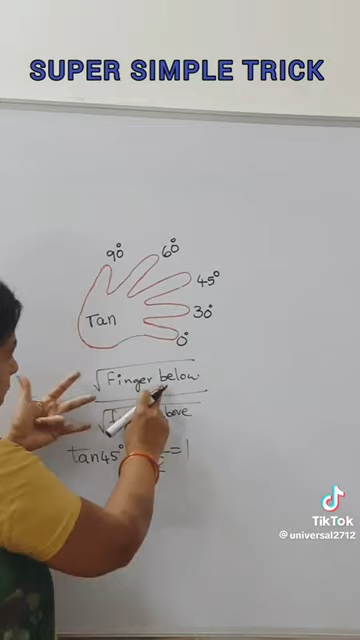 SUPER SIMPLE TRICK
90°
60°
45°
30°
0°
Tan
√Finger below
tan45°
= 1
TikTok
@universal2712